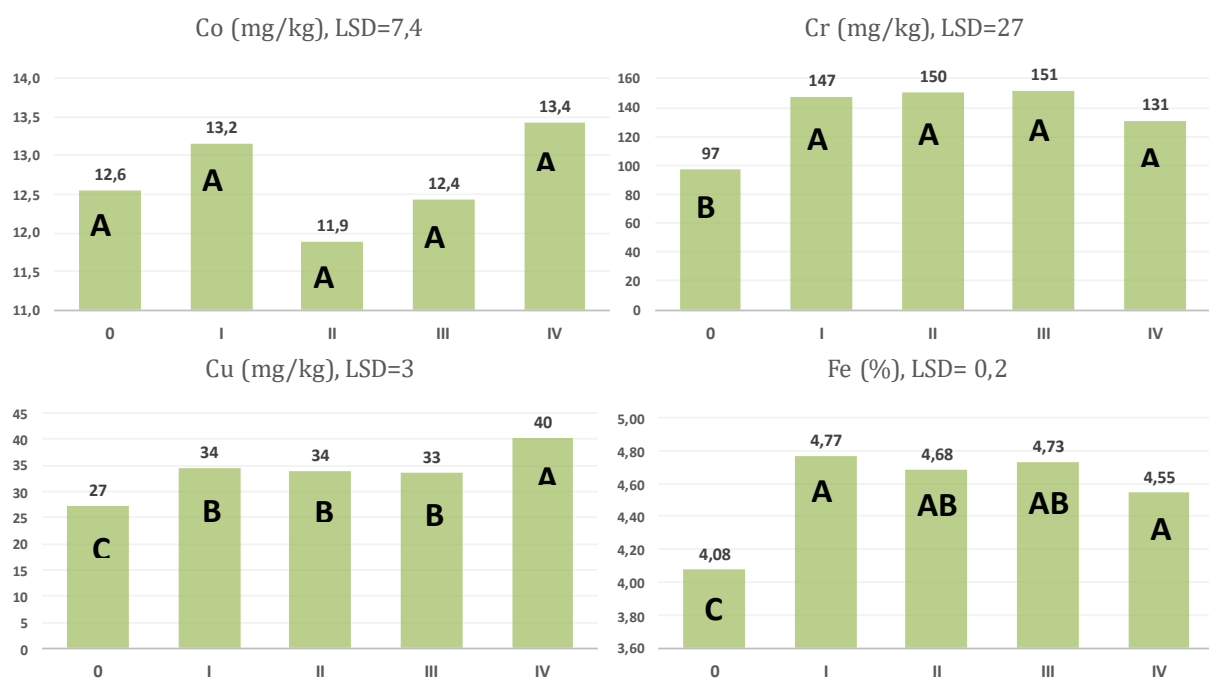 Co (mg/kg), LSD=7,4
14,0
13,5
13,0
12,5
12,0
11,5
11,0
12,6
13,2
11,9
12,4
13,4
A
A
A
A
A
0 I II III IV
Cr (mg/kg), LSD=27
160
140
120
100
80
60
40
20
0
97
147
150
151
131
B
A
A
A
A
0 I II III IV
Cu (mg/kg), LSD=3
45
40
35
30
25
20
15
10
5
0
27
34
34
33
40
C
B
B
B
A
0 I II III IV
Fe (%), LSD= 0,2
5,00
4,80
4,60
4,40
4,20
4,00
3,80
3,60
4,08
4,77
4,68
4,73
4,55
C
A
AB
AB
A
0 I II III IV